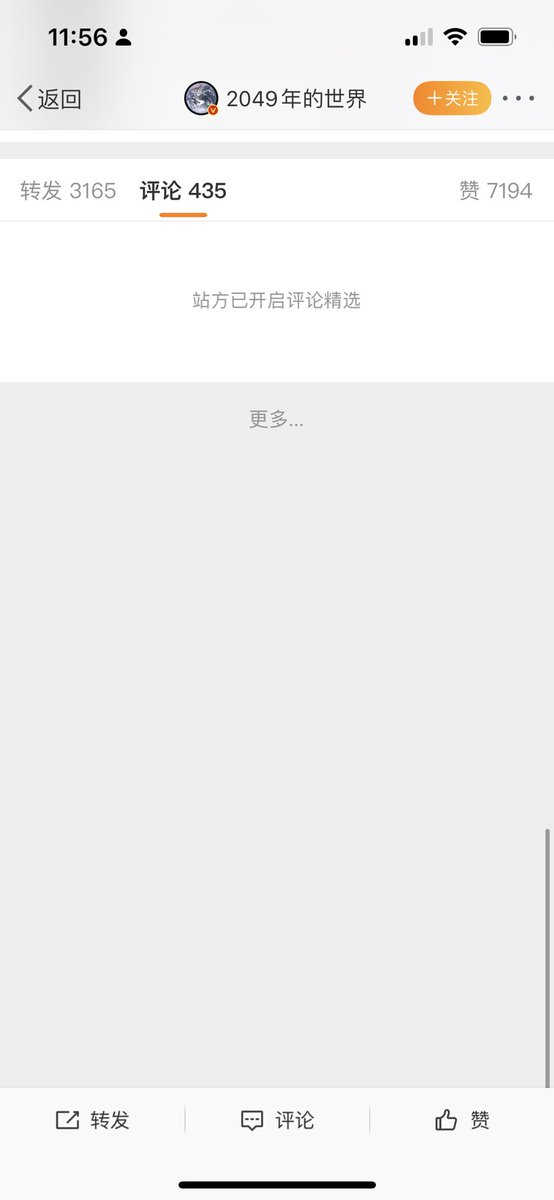 11:56
返回
2049年的世界
+关注
转发 3165
评论 435
赞 7194
站方已开启评论精选
更多...
转发
评论
赞